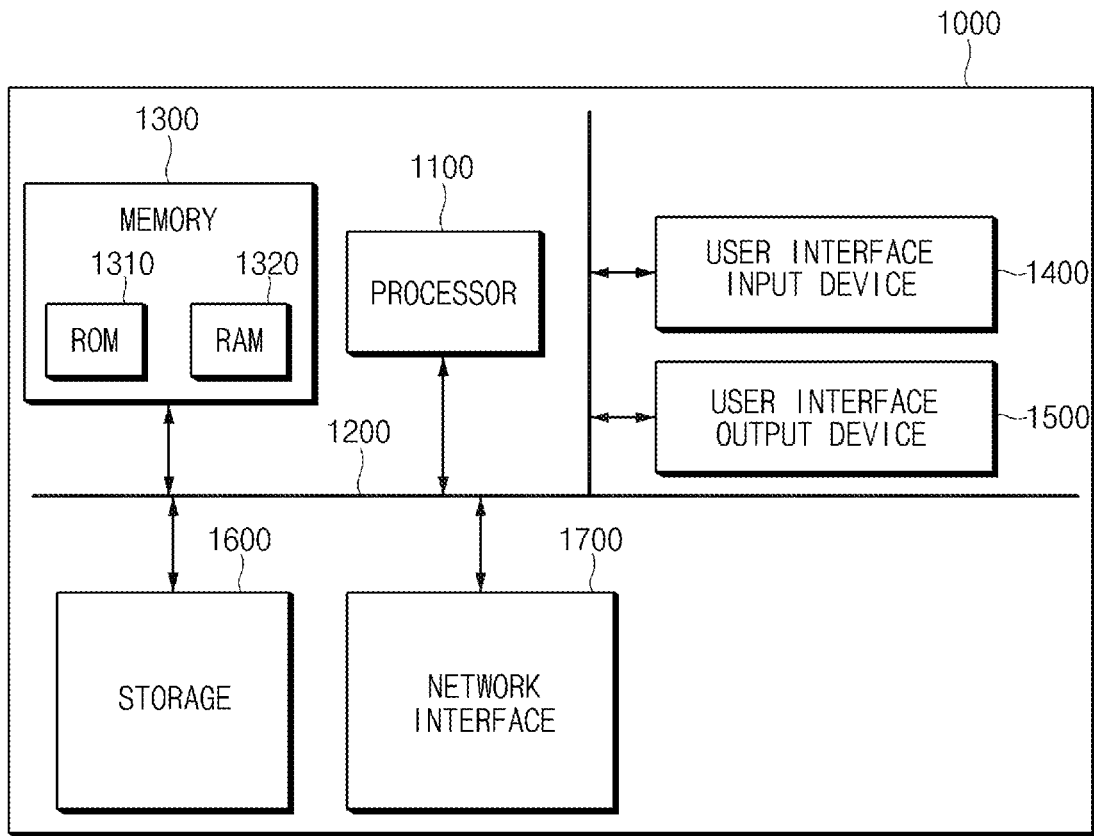 1000
1300
1100
MEMORY
1310
1320
ROM
RAM
PROCESSOR
USER INTERFACE
INPUT DEVICE
1400
USER INTERFACE
OUTPUT DEVICE
1500
1200
1600
1700
STORAGE
NETWORK
INTERFACE